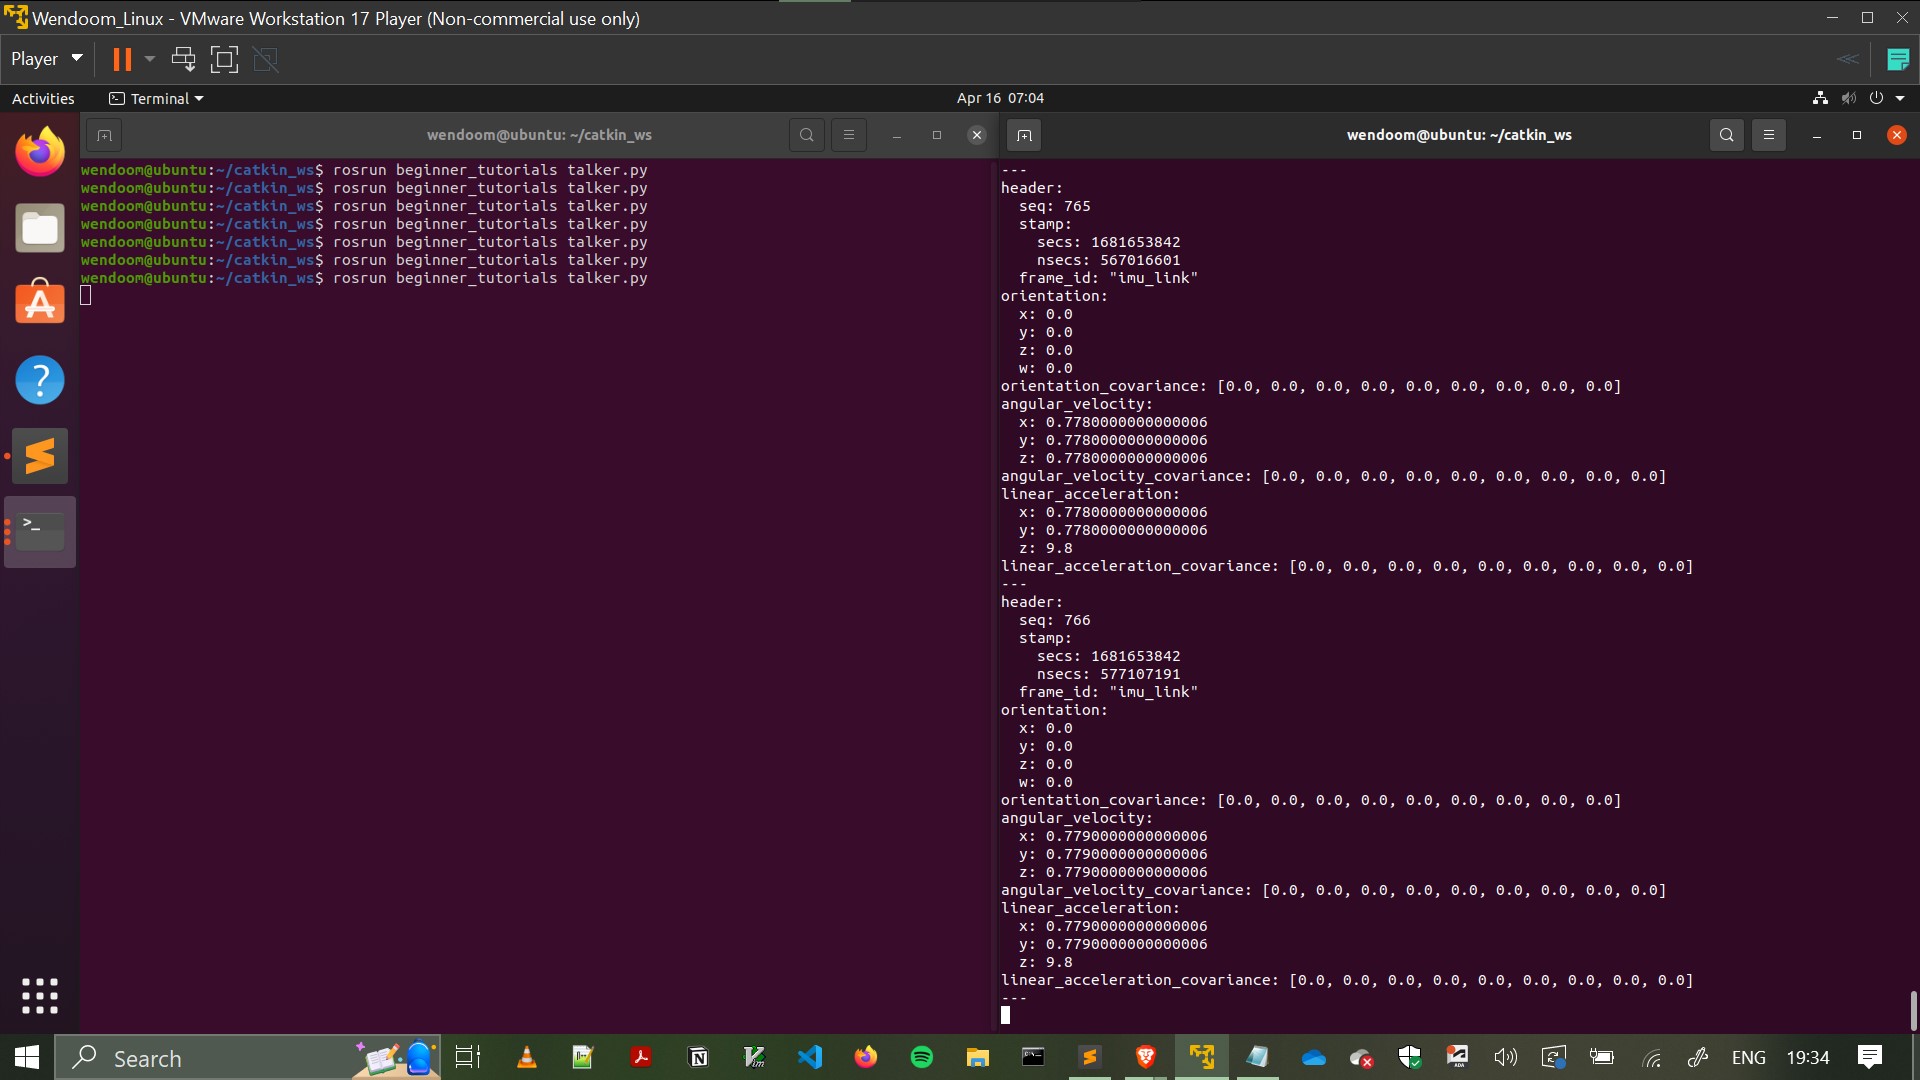 Wendoom_Linux - VMware Workstation 17 Player (Non-commercial use only)
Player
Activities
Terminal
Apr 16 07:04
wendoom@ubuntu: ~/catkin_ws
wendoom@ubuntu:~/catkin_ws$ rosrun beginner_tutorials talker.py
wendoom@ubuntu:~/catkin_ws$ rosrun beginner_tutorials talker.py
wendoom@ubuntu:~/catkin_ws$ rosrun beginner_tutorials talker.py
wendoom@ubuntu:~/catkin_ws$ rosrun beginner_tutorials talker.py
wendoom@ubuntu:~/catkin_ws$ rosrun beginner_tutorials talker.py
wendoom@ubuntu:~/catkin_ws$ rosrun beginner_tutorials talker.py
wendoom@ubuntu:~/catkin_ws$ rosrun beginner_tutorials talker.py
wendoom@ubuntu: ~/catkin_ws
---
header:
  seq: 765
  stamp:
    secs: 1681653842
    nsecs: 567016601
  frame_id: "imu_link"
orientation:
  x: 0.0
  y: 0.0
  z: 0.0
  w: 0.0
orientation_covariance: [0.0, 0.0, 0.0, 0.0, 0.0, 0.0, 0.0, 0.0, 0.0]
angular_velocity:
  x: 0.7780000000000006
  y: 0.7780000000000006
  z: 0.7780000000000006
angular_velocity_covariance: [0.0, 0.0, 0.0, 0.0, 0.0, 0.0, 0.0, 0.0, 0.0]
linear_acceleration:
  x: 0.7780000000000006
  y: 0.7780000000000006
  z: 9.8
linear_acceleration_covariance: [0.0, 0.0, 0.0, 0.0, 0.0, 0.0, 0.0, 0.0, 0.0]
---
header:
  seq: 766
  stamp:
    secs: 1681653842
    nsecs: 577107191
  frame_id: "imu_link"
orientation:
  x: 0.0
  y: 0.0
  z: 0.0
  w: 0.0
orientation_covariance: [0.0, 0.0, 0.0, 0.0, 0.0, 0.0, 0.0, 0.0, 0.0]
angular_velocity:
  x: 0.7790000000000006
  y: 0.7790000000000006
  z: 0.7790000000000006
angular_velocity_covariance: [0.0, 0.0, 0.0, 0.0, 0.0, 0.0, 0.0, 0.0, 0.0]
linear_acceleration:
  x: 0.7790000000000006
  y: 0.7790000000000006
  z: 9.8
linear_acceleration_covariance: [0.0, 0.0, 0.0, 0.0, 0.0, 0.0, 0.0, 0.0, 0.0]
---
Search
ENG
19:34